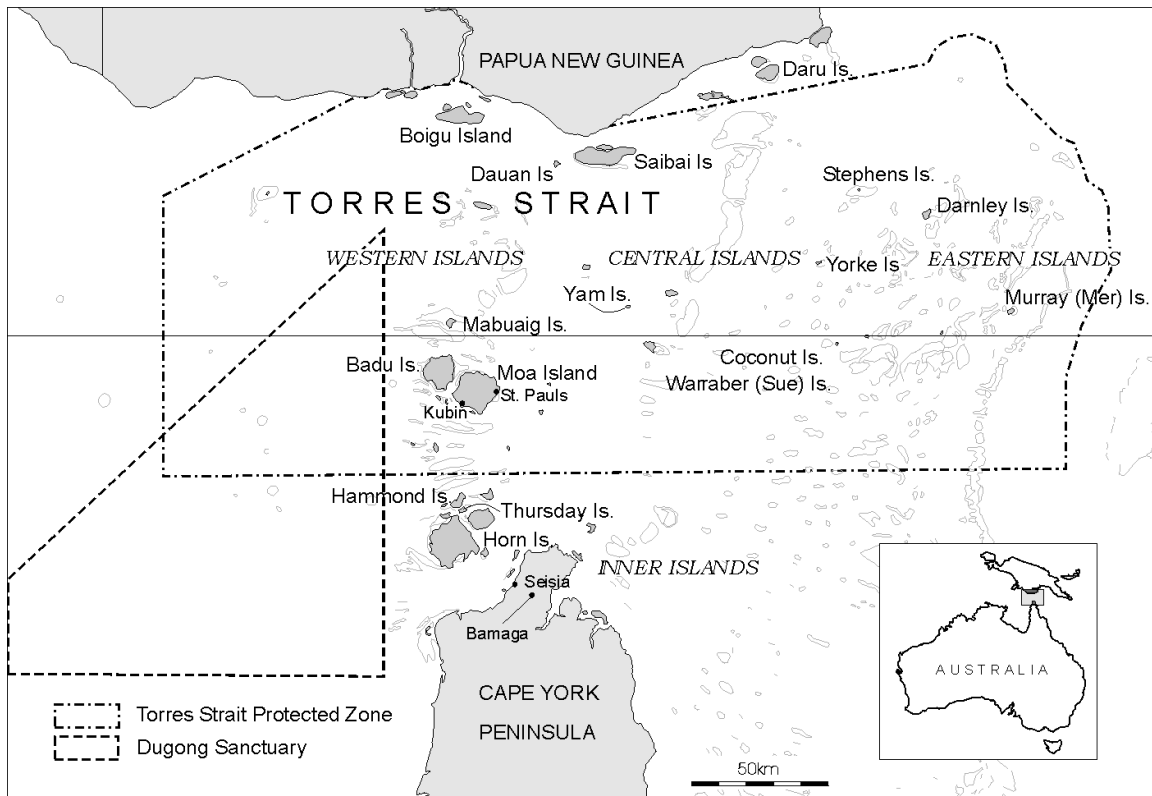 PAPUA NEW GUINEA
Daru Is.
Boigu Island
Saibai Is
Dauan Is
Stephens Is.
TORRES STRAIT
Darnley Is.
WESTERN ISLANDS
CENTRAL ISLANDS
Yorke Is
EASTERN ISLANDS
Yam Is.
Murray (Mer) Is.
Mabuaig Is.
Badu Is.
Moa Island
Coconut Is.
St. Pauls
Warraber (Sue) Is.
Kubin
Hammond Is.
Thursday Is.
Horn Is.
INNER ISLANDS
Seisia
Bamaga
CAPE YORK
PENINSULA
AUSTRALIA
Torres Strait Protected Zone
Dugong Sanctuary
50km